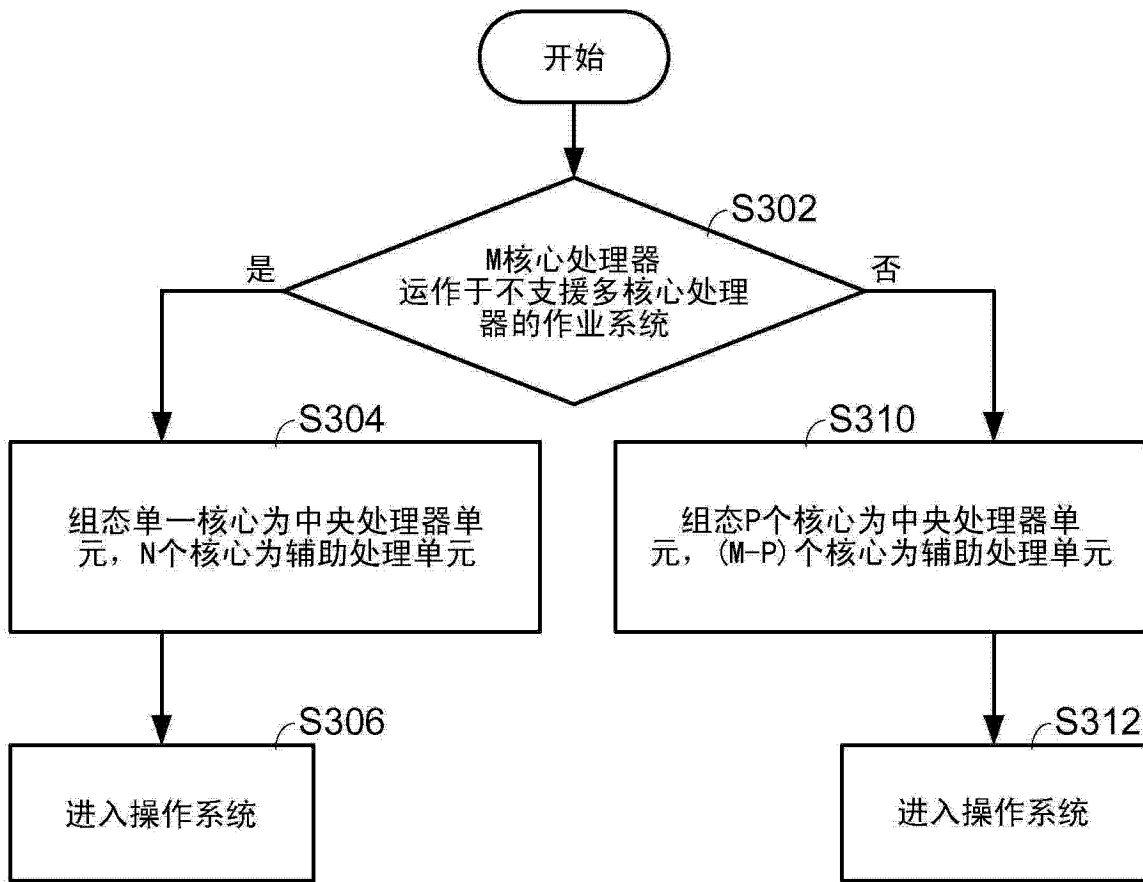 开始
S302
M核心处理器
运作于不支援多核心处理
器的作业系统
是
否
S304
组态单一核心为中央处理器单
元，N个核心为辅助处理单元
S310
组态P个核心为中央处理器单
元，(M-P)个核心为辅助处理单元
S306
进入操作系统
S312
进入操作系统